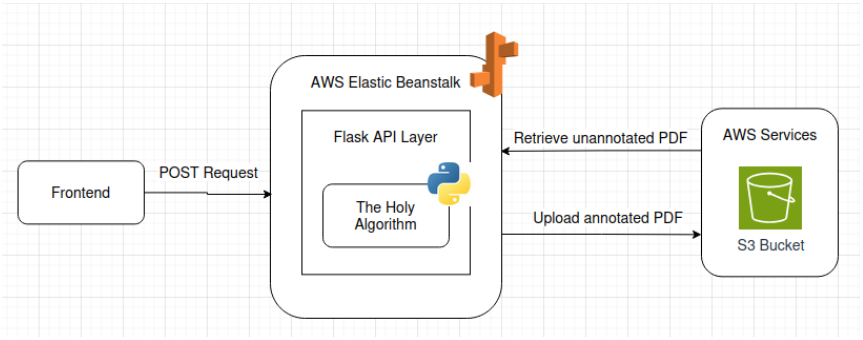 AWS Elastic Beanstalk
Flask API Layer
Retrieve unannotated PDF
AWS Services
POST Request
Frontend
The Holy
Algorithm
Upload annotated PDF
S3 Bucket